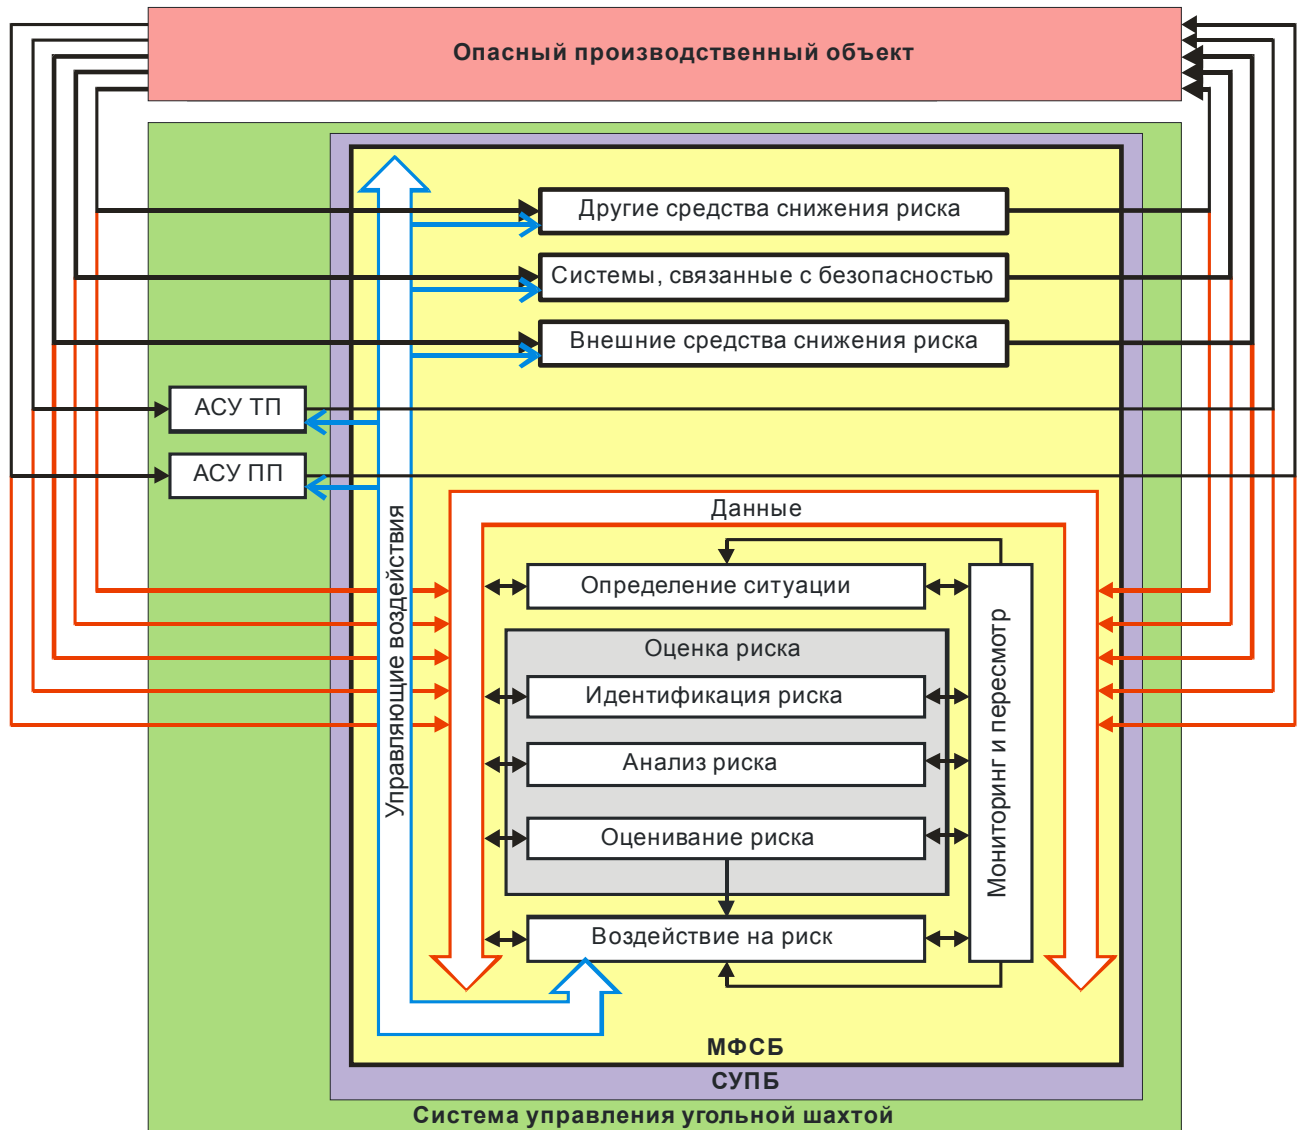 Опасный производственный объект
Другие средства снижения риска
Системы, связанные с безопасностью
Внешние средства снижения риска
АСУ ТП
АСУ ПП
Управляющие воздействия
Данные
Определение ситуации
Оценка риска
Идентификация риска
Анализ риска
Оценивание риска
Воздействие на риск
Мониторинг и пересмотр
МФСБ
СУПБ
Система управления угольной шахтой